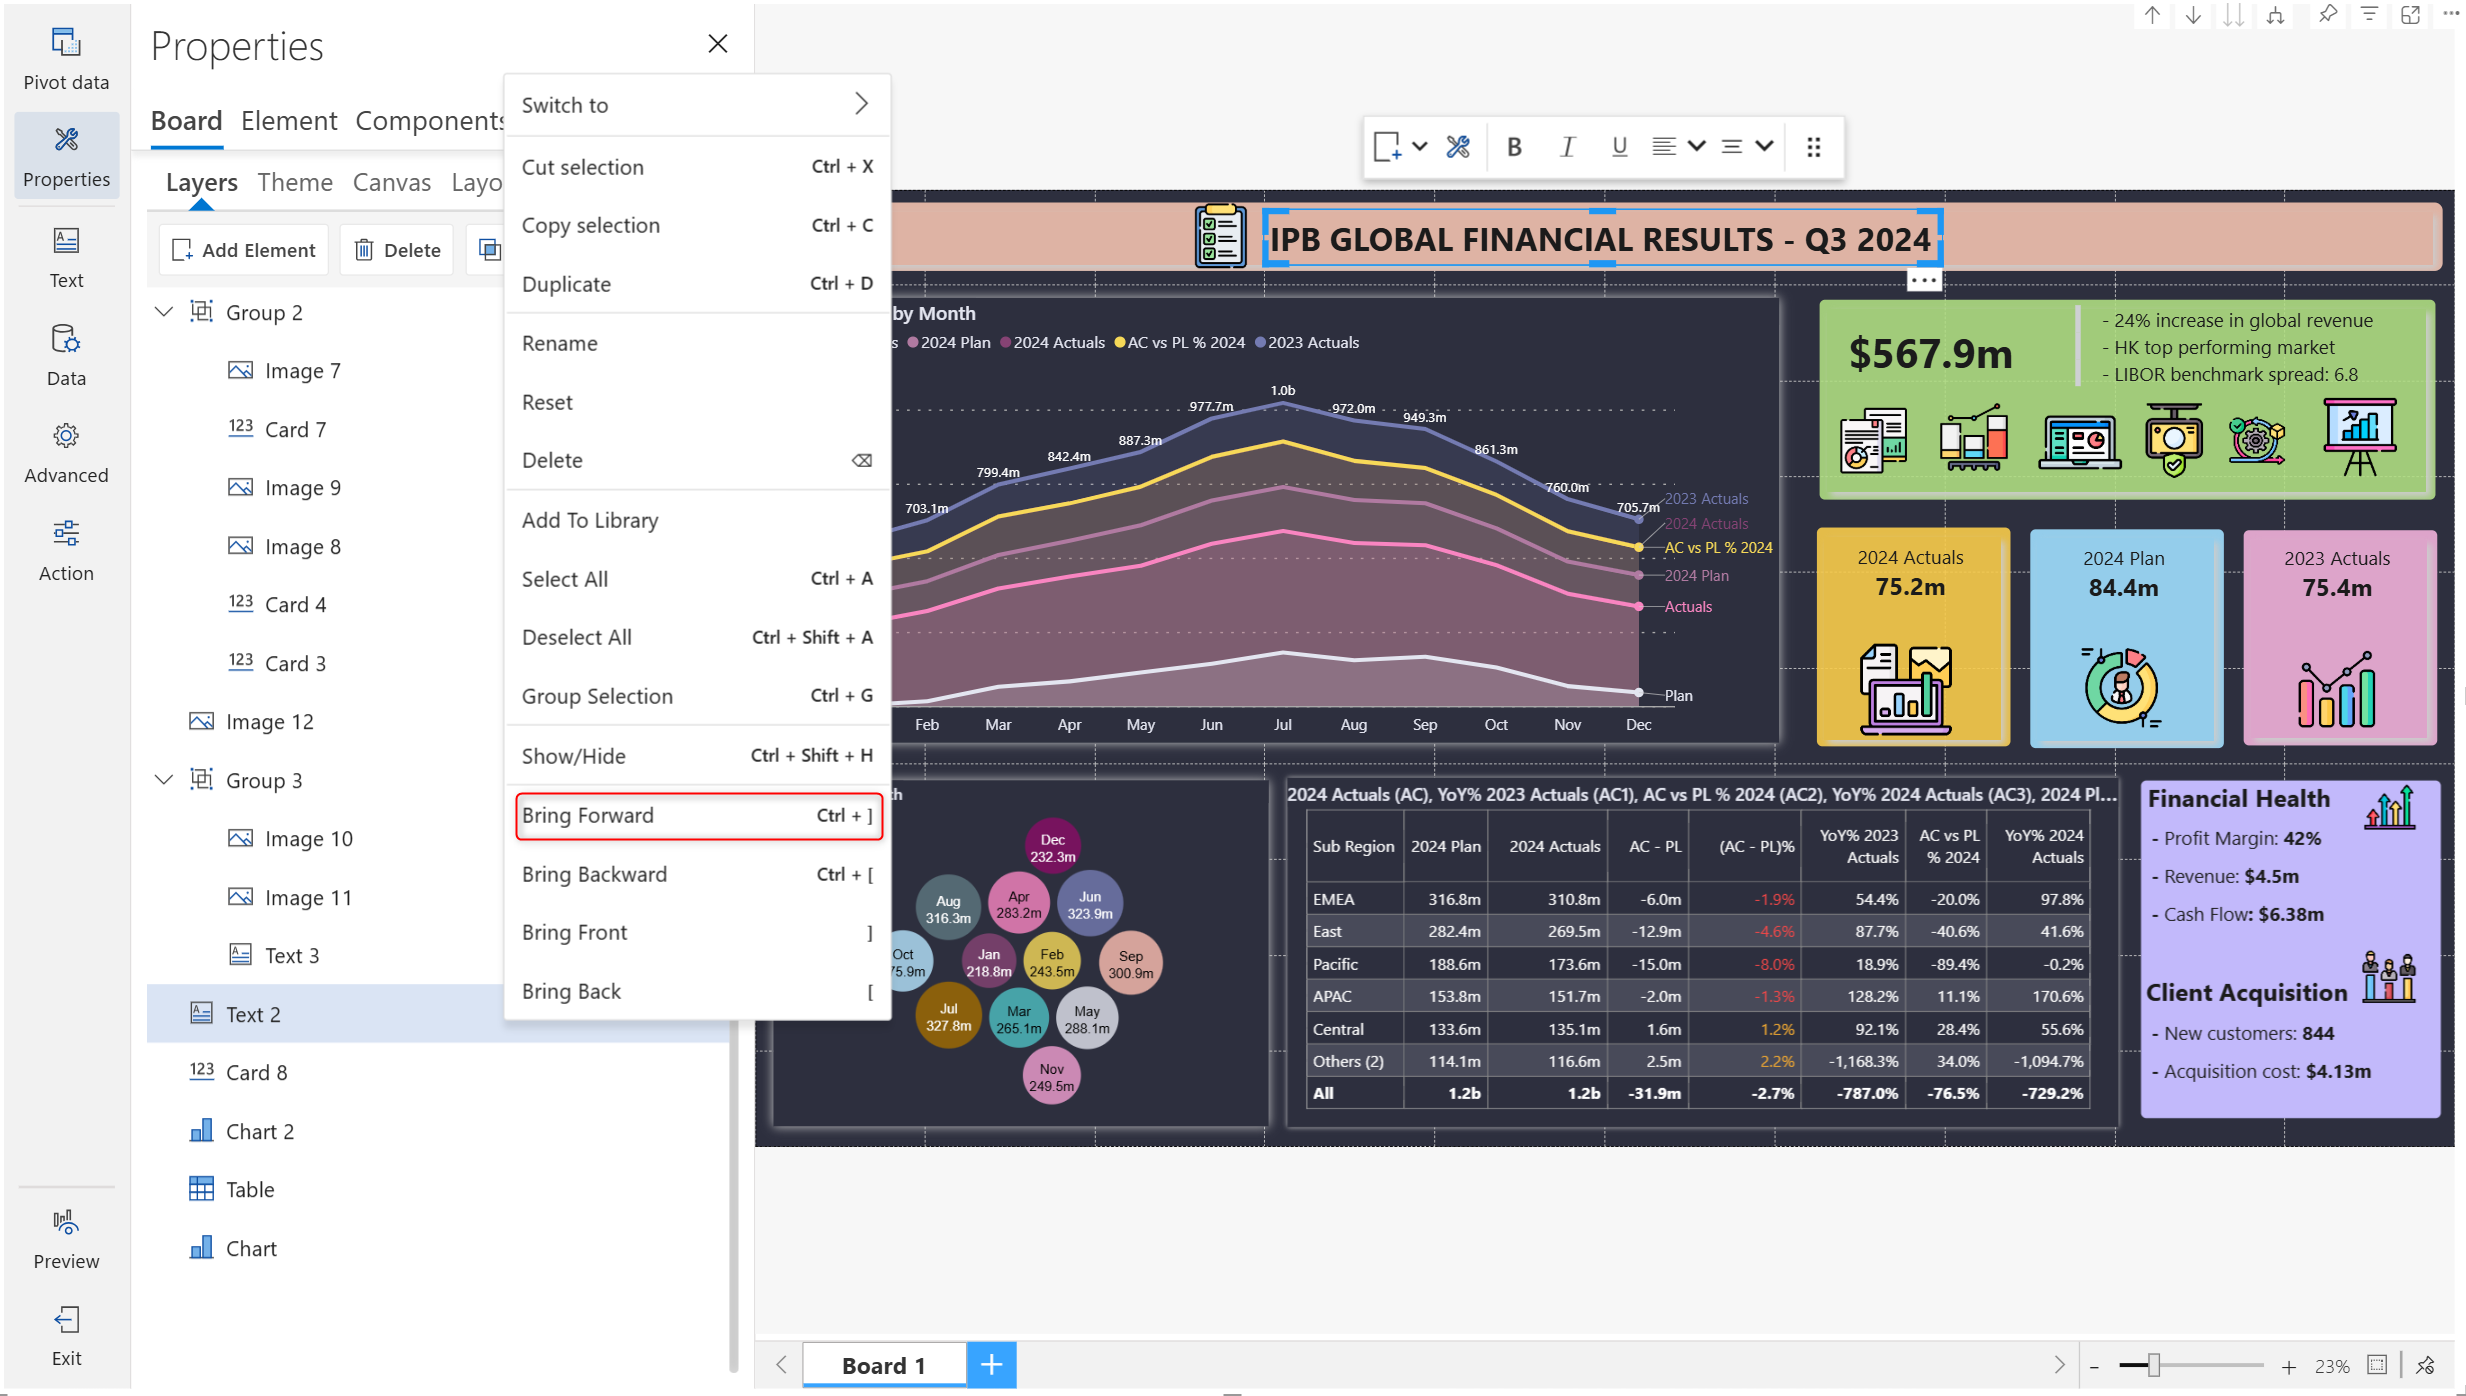 Pivot data
Properties
Text
Data
Advanced
Action
Preview
Exit
Properties
Board Element Components
Layers Theme Canvas Layo
Add Element Delete
Group 2
Image 7
123 Card 7
Image 9
Image 8
123 Card 4
123 Card 3
Image 12
Group 3
Image 10
Image 11
Text 3
Text 2
123 Card 8
Chart 2
Table
Chart
Switch to
Cut selection Ctrl + X
Copy selection Ctrl + C
Duplicate Ctrl + D
Rename
Reset
Delete
Add To Library
Select All Ctrl + A
Deselect All Ctrl + Shift + A
Group Selection Ctrl + G
Show/Hide Ctrl + Shift + H
Bring Forward Ctrl + ]
Bring Backward Ctrl + [
Bring Front ]
Bring Back [
B I U
IPB GLOBAL FINANCIAL RESULTS - Q3 2024
by Month
s 2024 Plan 2024 Actuals AC vs PL % 2024 2023 Actuals
703.1m 799.4m 842.4m 887.3m 977.7m 1.0b 972.0m 949.3m 861.3m 760.0m 705.7m
2023 Actuals
2024 Actuals
AC vs PL % 2024
2024 Plan
Actuals
Plan
Feb Mar Apr May Jun Jul Aug Sep Oct Nov Dec
$567.9m
- 24% increase in global revenue
- HK top performing market
- LIBOR benchmark spread: 6.8
2024 Actuals
75.2m
2024 Plan
84.4m
2023 Actuals
75.4m
th
Dec
232.3m
Aug
316.3m
Apr
283.2m
Jun
323.9m
Oct
75.9m
Jan
218.8m
Feb
243.5m
Sep
300.9m
Jul
327.8m
Mar
265.1m
May
288.1m
Nov
249.5m
2024 Actuals (AC), YoY% 2023 Actuals (AC1), AC vs PL % 2024 (AC2), YoY% 2024 Actuals (AC3), 2024 Pl...
Sub Region 2024 Plan 2024 Actuals AC - PL (AC - PL)% YoY% 2023 Actuals AC vs PL % 2024 YoY% 2024 Actuals
EMEA 316.8m 310.8m -6.0m -1.9% 54.4% -20.0% 97.8%
East 282.4m 269.5m -12.9m -4.6% 87.7% -40.6% 41.6%
Pacific 188.6m 173.6m -15.0m -8.0% 18.9% -89.4% -0.2%
APAC 153.8m 151.7m -2.0m -1.3% 128.2% 11.1% 170.6%
Central 133.6m 135.1m 1.6m 1.2% 92.1% 28.4% 55.6%
Others (2) 114.1m 116.6m 2.5m 2.2% -1,168.3% 34.0% -1,094.7%
All 1.2b 1.2b -31.9m -2.7% -787.0% -76.5% -729.2%
Financial Health
- Profit Margin: 42%
- Revenue: $4.5m
- Cash Flow: $6.38m
Client Acquisition
- New customers: 844
- Acquisition cost: $4.13m
Board 1 +
- + 23%